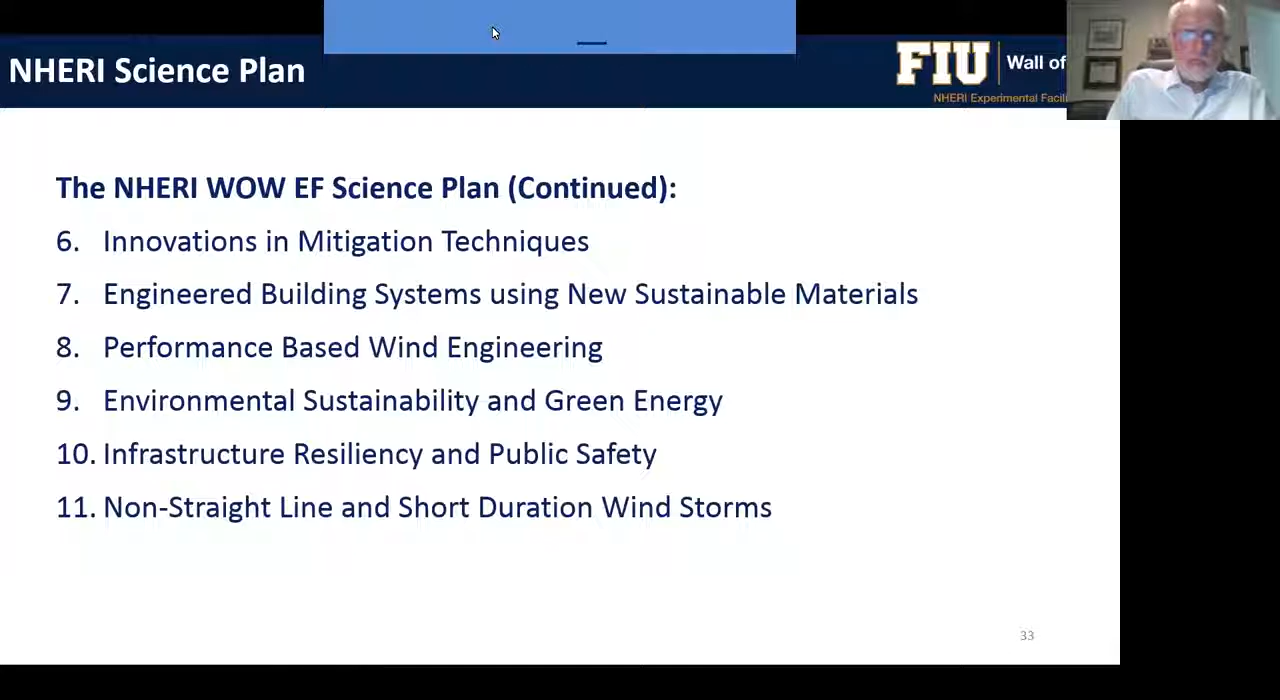 NHERI Science Plan
FIU Wall of
NHERI Experimental Facili
The NHERI WOW EF Science Plan (Continued):
6. Innovations in Mitigation Techniques
7. Engineered Building Systems using New Sustainable Materials
8. Performance Based Wind Engineering
9. Environmental Sustainability and Green Energy
10. Infrastructure Resiliency and Public Safety
11. Non-Straight Line and Short Duration Wind Storms
33